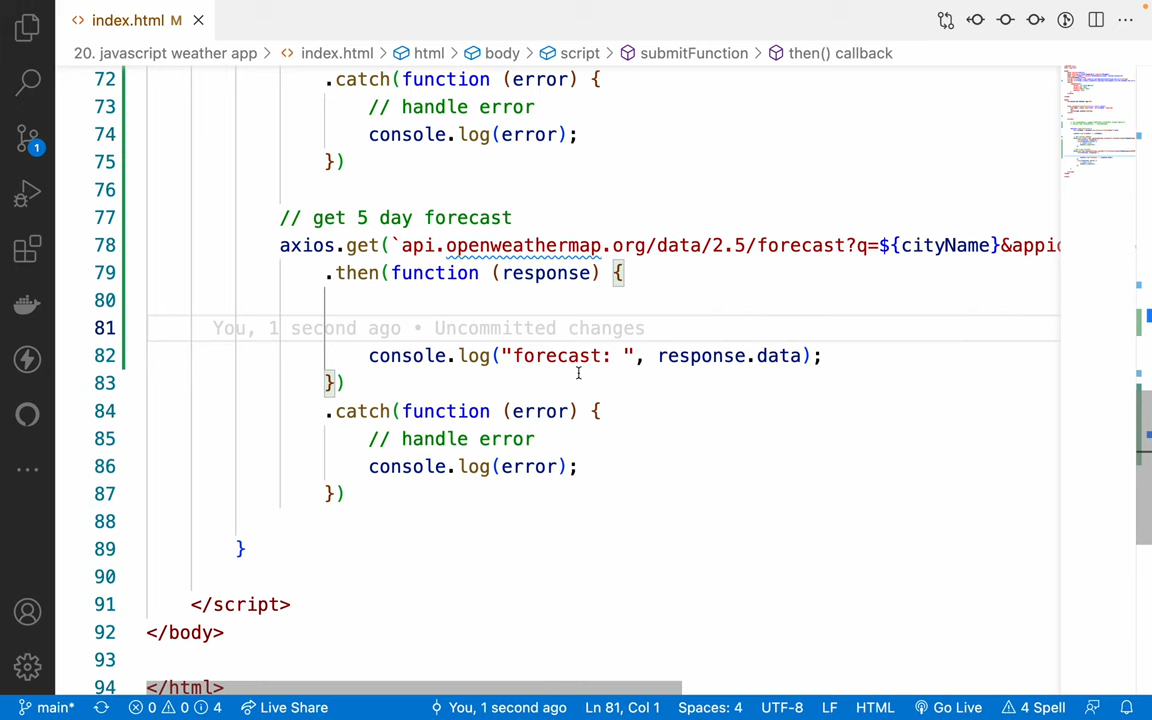 index.html M
20. javascript weather app > index.html > html > body > script > submitFunction > then() callback
72 .catch(function (error) {
73 // handle error
74 console.log(error);
75 })
76
77 // get 5 day forecast
78 axios.get(`api.openweathermap.org/data/2.5/forecast?q=${cityName}&appid
79 .then(function (response) {
80
81 You, 1 second ago • Uncommitted changes
82 console.log("forecast: ", response.data);
83 })
84 .catch(function (error) {
85 // handle error
86 console.log(error);
87 })
88
89 }
90
91 </script>
92 </body>
93
94 </html>
1
main* 0 0 4 Live Share You, 1 second ago Ln 81, Col 1 Spaces: 4 UTF-8 LF HTML Go Live 4 Spell